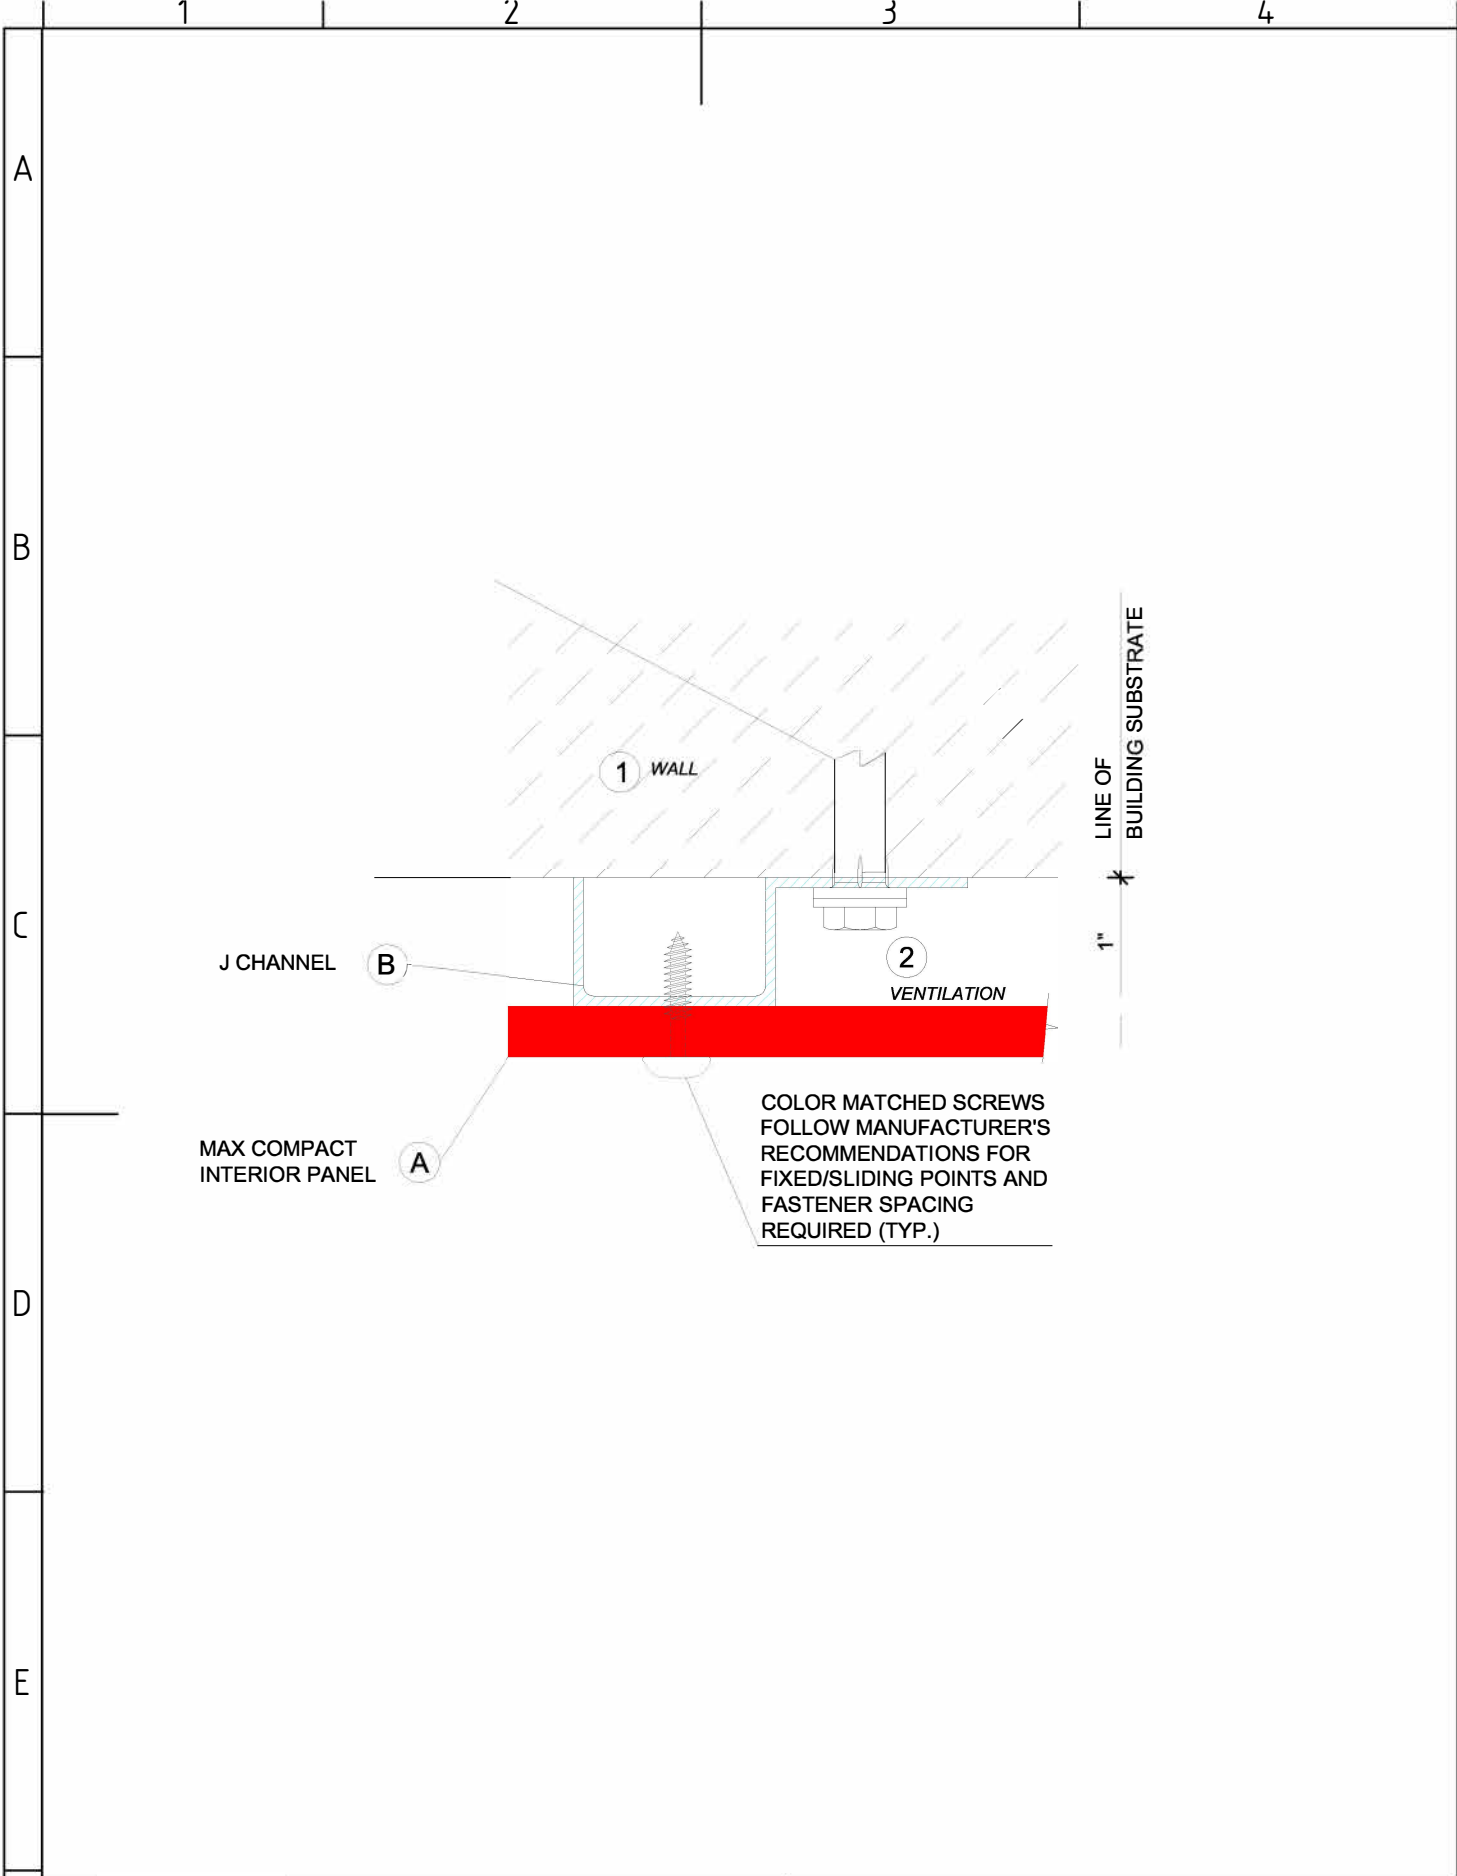 1
2
3
4
A
B
C
D
E
LINE OF
BUILDING SUBSTRATE
1 WALL
1"
J CHANNEL B
2
VENTILATION
MAX COMPACT
INTERIOR PANEL
A
COLOR MATCHED SCREWS
FOLLOW MANUFACTURER'S
RECOMMENDATIONS FOR
FIXED/SLIDING POINTS AND
FASTENER SPACING
REQUIRED (TYP.)